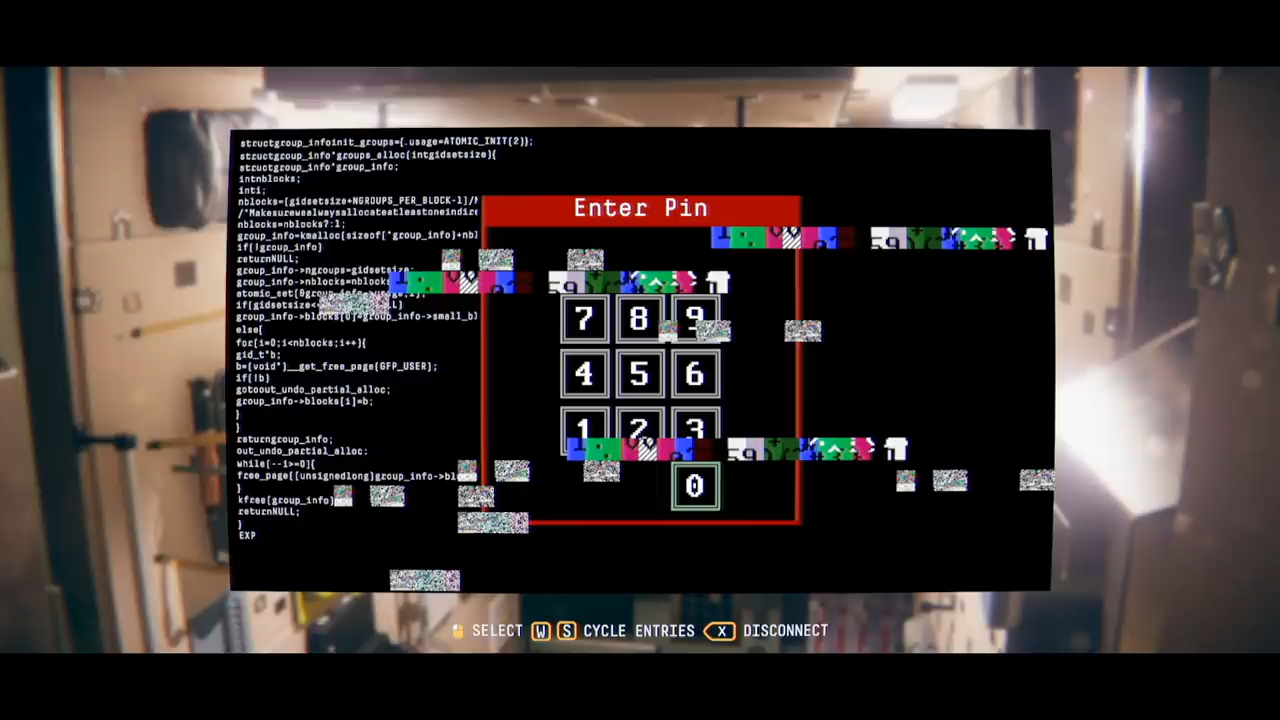 structgroup_infoinit_groups={.usage=ATOMIC_INIT(2)};
structgroup_info*groups_alloc(intgidsetsize){
structgroup_info*group_info;
intnblocks;
inti;
nblocks=(gidsetsize+NGROUPS_PER_BLOCK-1)/
/*Makesurewealwaysallocateatleastoneindire
nblocks=nblocks?:1;
group_info=kmalloc(sizeof(*group_info)+nbl
if(!group_info)
returnNULL;
group_info->ngroups=gidsetsize;
group_info->nblocks=nblocks
atomic_set(&group_info->usage,1);
if(gidsetsize<
group_info->blocks[0]=group_info->small_bl
else{
for(i=0;i<nblocks;i++){
gid_t*b;
b=(void*)__get_free_page(GFP_USER);
if(!b)
gotoout_undo_partial_alloc;
group_info->blocks[i]=b;
}
}
returngroup_info;
out_undo_partial_alloc:
while(--i>=0){
free_page((unsignedlong)group_info->blo
}
kfree(group_info)
returnNULL;
}
EXP
Enter Pin
7 8 9
4 5 6
1 2 3
0
SELECT W S CYCLE ENTRIES X DISCONNECT